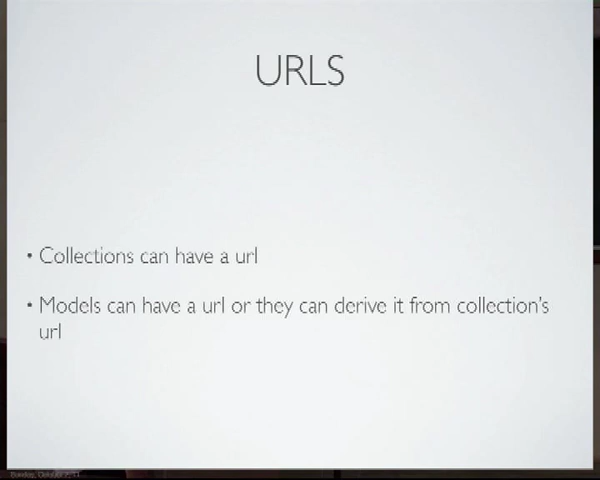 URLS
• Collections can have a url
• Models can have a url or they can derive it from collection's
url